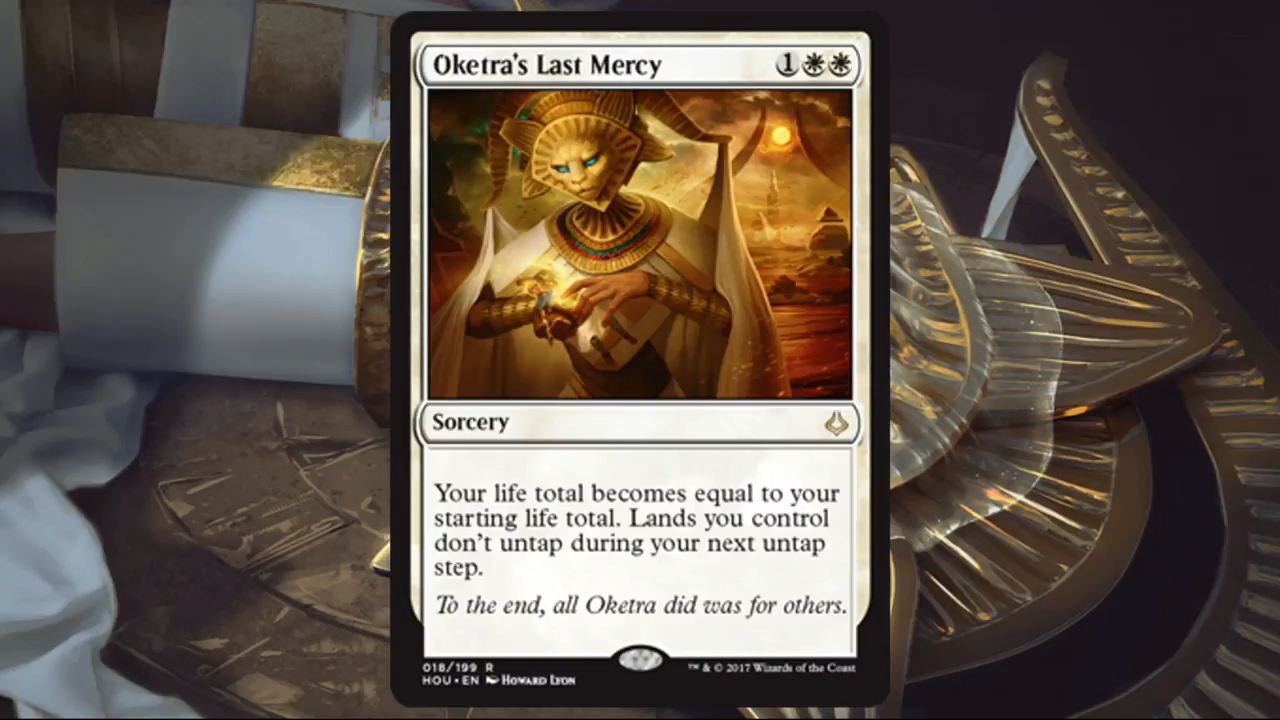 Oketra's Last Mercy 1
Sorcery
Your life total becomes equal to your
starting life total. Lands you control
don't untap during your next untap
step.
To the end, all Oketra did was for others.
018/199 R
™ & © 2017 Wizards of the Coast
HOU • EN Howard Lyon